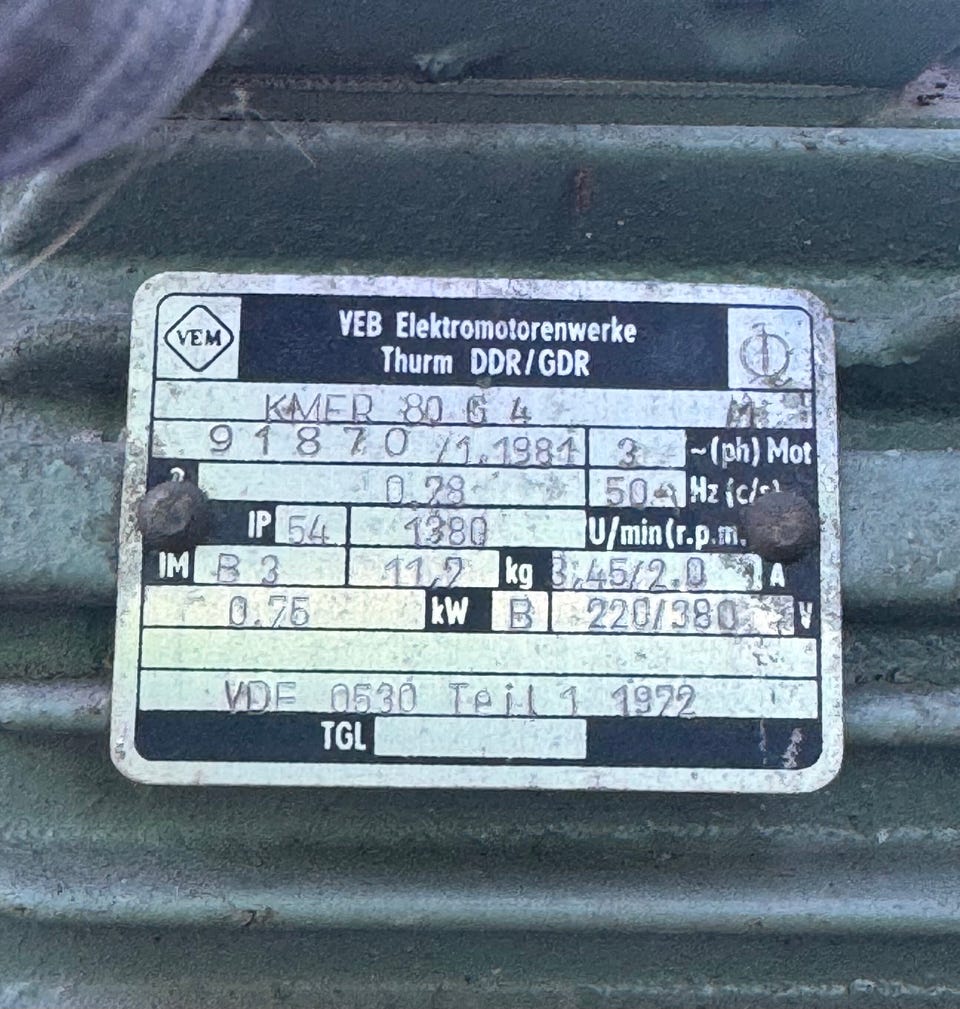 VEM
VEB Elektromotorenwerke
Thurm DDR/GDR
KMER 80 G 4
91870 /1.1981 3 ~(ph) Mot
0.78 50 Hz (c/s)
IP 54 1380 U/min(r.p.m.
IM B 3 11,2 kg 3,45/2.0 A
0.75 kW B 220/380 V
VDE 0530 Teil 1 1972
TGL